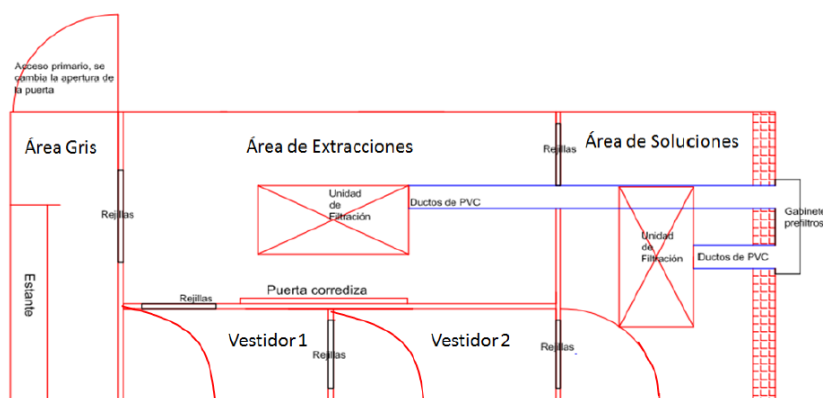 Acceso primario, se
cambia la apertura de
la puerta
Área Gris
Área de Extracciones
Área de Soluciones
Rejillas
Rejillas
Unidad
de
Filtración
Ductos de PVC
Gabinete
prefiltros
Unidad
de
Filtración
Ductos de PVC
Estante
Rejillas
Puerta corrediza
Vestidor 1
Rejillas
Vestidor 2
Rejillas